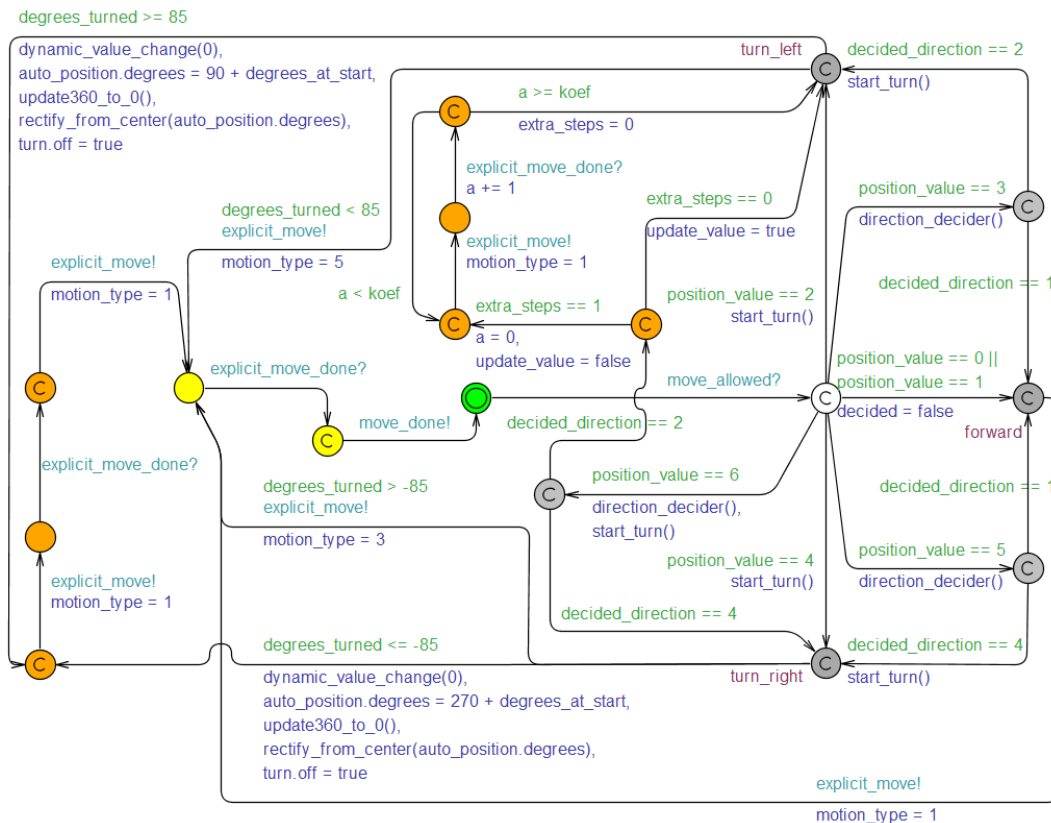 degrees_turned >= 85
dynamic_value_change(0),
auto_position.degrees = 90 + degrees_at_start,
update360_to_0(),
rectify_from_center(auto_position.degrees),
turn.off = true
turn_left
decided_direction == 2
start_turn()
a >= koef
extra_steps = 0
explicit_move_done?
a += 1
explicit_move!
motion_type = 1
degrees_turned < 85
explicit_move!
motion_type = 5
extra_steps == 0
update_value = true
position_value == 3
direction_decider()
explicit_move!
motion_type = 1
a < koef
extra_steps == 1
a = 0,
update_value = false
position_value == 2
start_turn()
decided_direction == 1
explicit_move_done?
move_done!
move_allowed?
position_value == 0 ||
position_value == 1
decided = false
forward
decided_direction == 2
explicit_move_done?
degrees_turned > -85
explicit_move!
motion_type = 3
position_value == 6
direction_decider(),
start_turn()
decided_direction == 1
position_value == 5
direction_decider()
position_value == 4
start_turn()
explicit_move!
motion_type = 1
decided_direction == 4
degrees_turned <= -85
dynamic_value_change(0),
auto_position.degrees = 270 + degrees_at_start,
update360_to_0(),
rectify_from_center(auto_position.degrees),
turn.off = true
turn_right
decided_direction == 4
start_turn()
explicit_move!
motion_type = 1
C
C
C
C
C
C
C
C
C
C
C
C
C